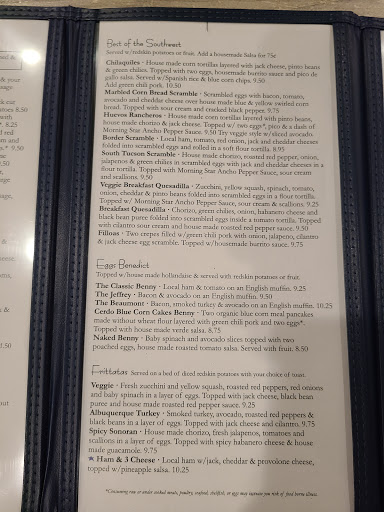 Best of the Southwest
Served w/redskin potatoes or fruit. Add a housemade Salsa for 75¢
Chilaquiles · House made corn tortillas layered with jack cheese, pinto beans
& green chilies. Topped with two eggs, housemade burrito sauce and pico de
gallo salsa. Served w/Spanish rice & blue corn chips. 9.50
Add green chili pork. 10.50
Marbled Corn Bread Scramble · Scrambled eggs with bacon, tomato,
avocado and cheddar cheese over house made blue & yellow swirled corn
bread. Topped with sour cream and cracked black pepper. 9.75
Huevos Rancheros · House made corn tortillas layered with pinto beans,
house made chorizo & jack cheese. Topped w/ two eggs*, pico & a dash of
Morning Star Ancho Pepper Sauce. 9.50 Try veggie style w/sliced avocado.
Border Scramble · Local ham, tomato, red onion, jack and cheddar cheeses
folded into scrambled eggs and rolled in a soft flour tortilla. 8.95
South Tucson Scramble · House made chorizo, roasted red pepper, onion,
jalapenos & green chilies in scrambled eggs with jack and cheddar cheeses in a
flour tortilla. Topped with Morning Star Ancho Pepper Sauce, sour cream
and scallions. 9.50
Veggie Breakfast Quesadilla · Zucchini, yellow squash, spinach, tomato,
onion, cheddar & pinto beans folded into scrambled eggs in a flour tortilla.
Topped w/ Morning Star Ancho Pepper Sauce, sour cream & scallions. 9.25
Breakfast Quesadilla · Chorizo, green chilies, onion, habanero cheese and
black bean puree folded into scrambled eggs inside a tomato tortilla. Topped
with cilantro sour cream and house made roasted red pepper sauce. 9.50
Filloas · Two crepes filled w/green chili pork with onion, jalapeno, cilantro
& jack cheese egg scramble. Topped w/housemade burrito sauce. 9.75
Eggs Benedict
Topped w/house made hollandaise & served with redskin potatoes or fruit.
The Classic Benny · Local ham & tomato on an English muffin. 9.25
The Jeffrey · Bacon & avocado on an English muffin. 9.50
The Beaumont · Bacon, smoked turkey & avocado on an English muffin. 10.25
Cerdo Blue Corn Cakes Benny · Two organic blue corn meal pancakes
made without wheat flour layered with green chili pork and two eggs*.
Topped with house made verde salsa. 8.75
Naked Benny · Baby spinach and avocado slices topped with two
poached eggs, house made roasted tomato salsa. Served with fruit. 8.50
Frittatas Served on a bed of diced redskin potatoes with your choice of toast.
Veggie · Fresh zucchini and yellow squash, roasted red peppers, red onions
and baby spinach in a layer of eggs. Topped with jack cheese, black bean
puree and house made roasted red pepper sauce. 9.25
Albuquerque Turkey · Smoked turkey, avocado, roasted red peppers &
black beans in a layer of eggs. Topped with jack cheese and cilantro. 9.75
Spicy Sonoran · House made chorizo, fresh jalapenos, tomatoes and
scallions in a layer of eggs. Topped with spicy habanero cheese & house
made guacamole. 9.75
★ Ham & 3 Cheese · Local ham w/jack, cheddar & provolone cheese,
topped w/pineapple salsa. 10.25
*Consuming raw or under cooked meats, poultry, seafood, shellfish, or eggs may increase your risk of food borne illness.